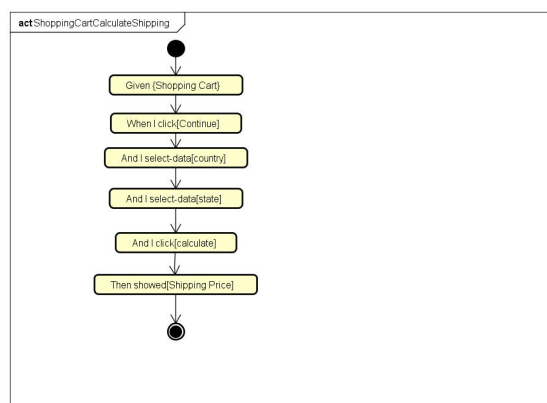 act ShoppingCartCalculateShipping
Given {Shopping Cart}
When I click[Continue]
And I select-data[country]
And I select-data[state]
And I click[calculate]
Then showed[Shipping Price]